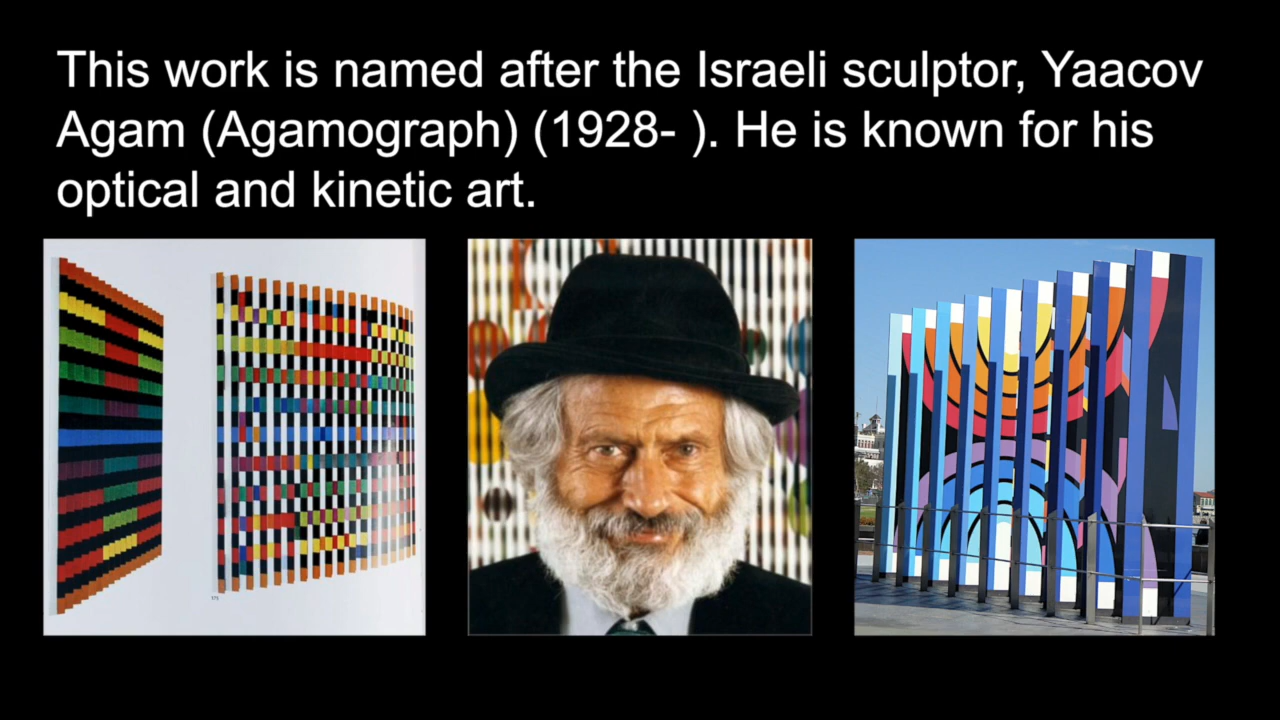 This work is named after the Israeli sculptor, Yaacov
Agam (Agamograph) (1928- ). He is known for his
optical and kinetic art.